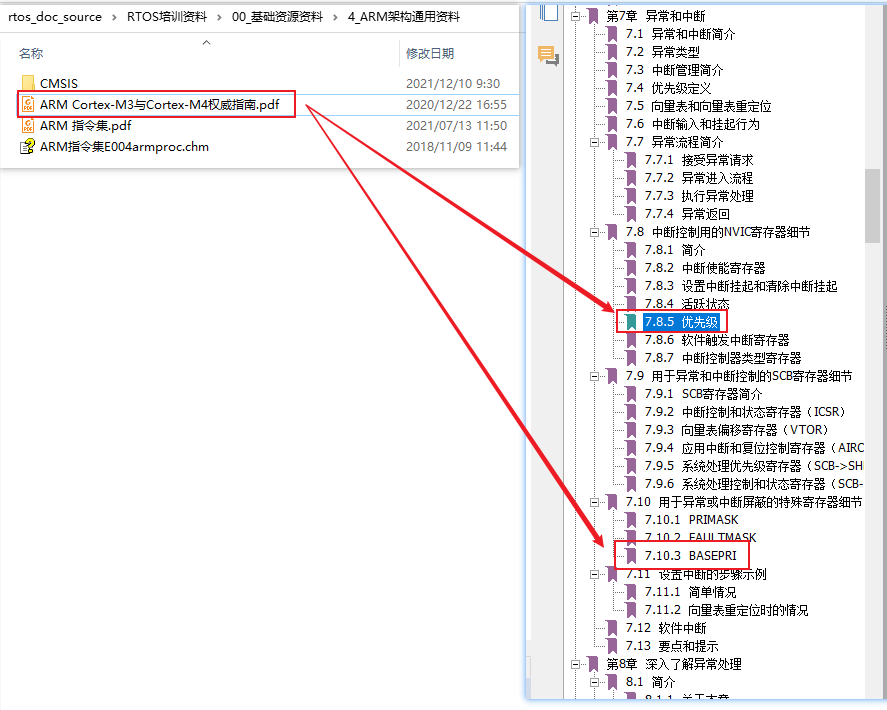 rtos_doc_source › RTOS培训资料 › 00_基础资源资料 › 4_ARM架构通用资料
名称 修改日期
CMSIS 2021/12/10 9:30
ARM Cortex-M3与Cortex-M4权威指南.pdf 2020/12/22 16:55
ARM 指令集.pdf 2021/07/13 11:50
ARM指令集E004armproc.chm 2018/11/09 11:44
第7章 异常和中断
7.1 异常和中断简介
7.2 异常类型
7.3 中断管理简介
7.4 优先级定义
7.5 向量表和向量表重定位
7.6 中断输入和挂起行为
7.7 异常流程简介
7.7.1 接受异常请求
7.7.2 异常进入流程
7.7.3 执行异常处理
7.7.4 异常返回
7.8 中断控制用的NVIC寄存器细节
7.8.1 简介
7.8.2 中断使能寄存器
7.8.3 设置中断挂起和清除中断挂起
7.8.4 活跃状态
7.8.5 优先级
7.8.6 软件触发中断寄存器
7.8.7 中断控制器类型寄存器
7.9 用于异常和中断控制的SCB寄存器细节
7.9.1 SCB寄存器简介
7.9.2 中断控制和状态寄存器（ICSR）
7.9.3 向量表偏移寄存器（VTOR）
7.9.4 应用中断和复位控制寄存器（AIRC
7.9.5 系统处理优先级寄存器（SCB->SH
7.9.6 系统处理控制和状态寄存器（SCB-
7.10 用于异常或中断屏蔽的特殊寄存器细节
7.10.1 PRIMASK
7.10.2 FAULTMASK
7.10.3 BASEPRI
7.11 设置中断的步骤示例
7.11.1 简单情况
7.11.2 向量表重定位时的情况
7.12 软件中断
7.13 要点和提示
第8章 深入了解异常处理
8.1 简介
8.1.1 关于本章